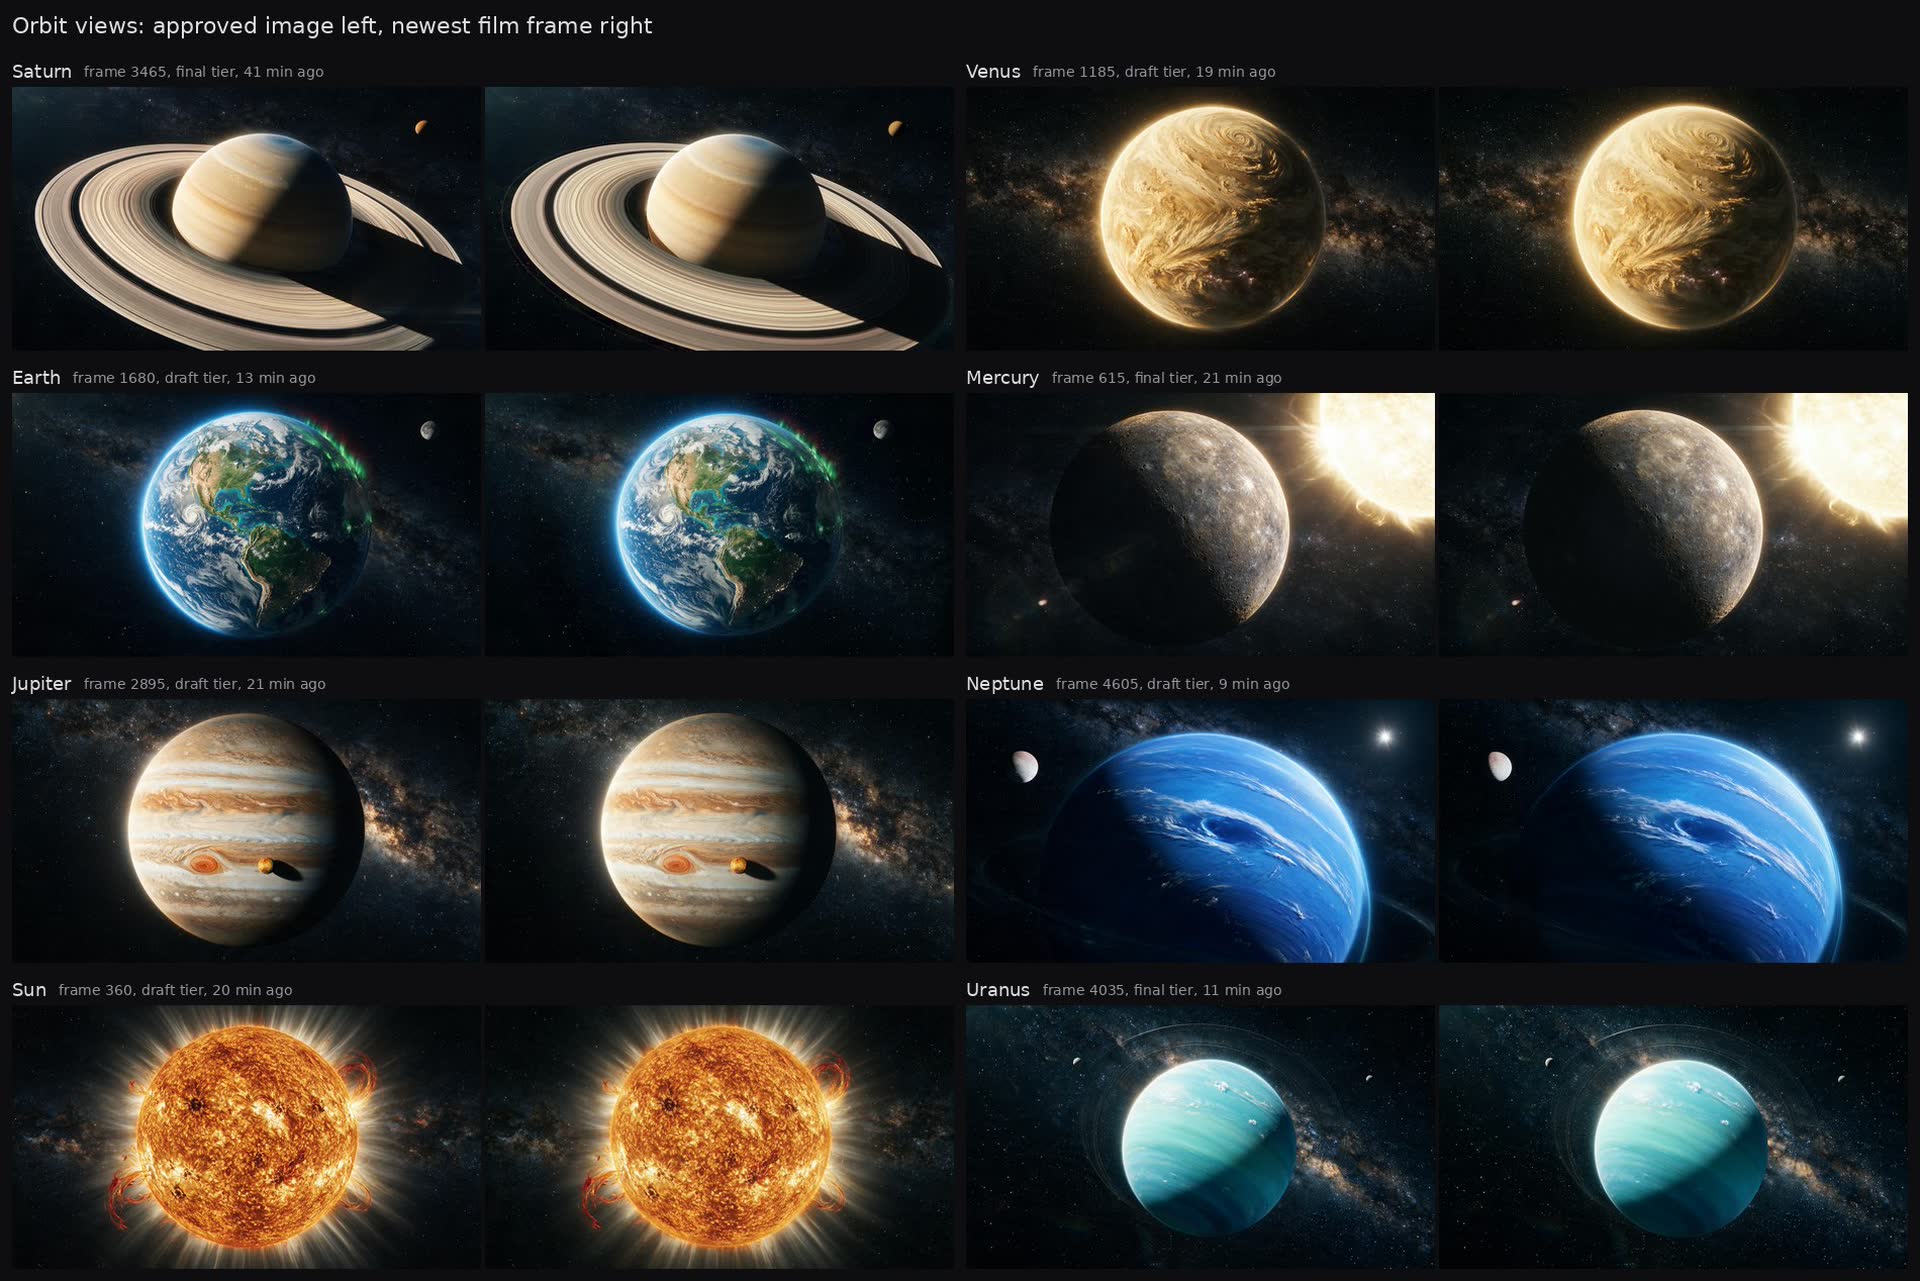 Orbit views: approved image left, newest film frame right
Saturn frame 3465, final tier, 41 min ago
Venus frame 1185, draft tier, 19 min ago
Earth frame 1680, draft tier, 13 min ago
Mercury frame 615, final tier, 21 min ago
Jupiter frame 2895, draft tier, 21 min ago
Neptune frame 4605, draft tier, 9 min ago
Sun frame 360, draft tier, 20 min ago
Uranus frame 4035, final tier, 11 min ago